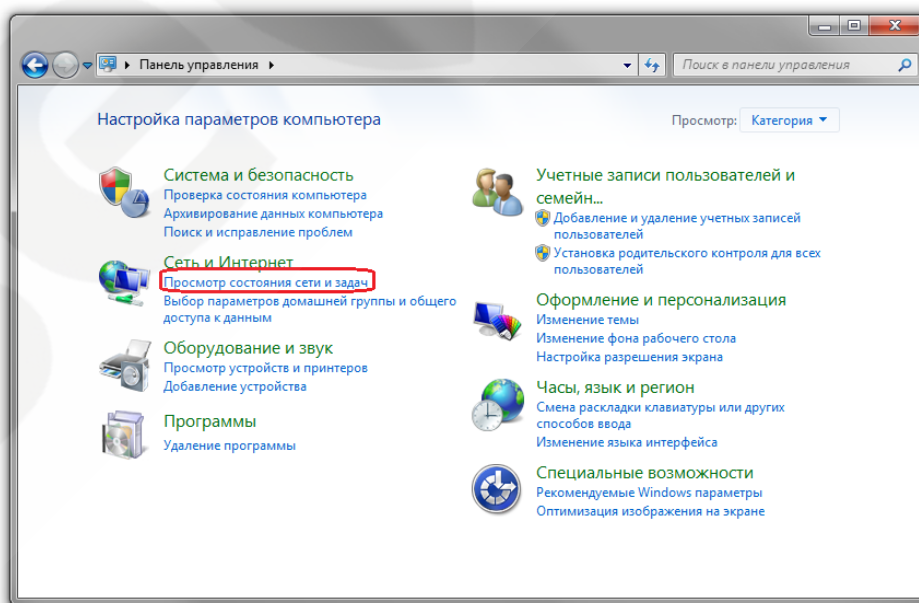 Панель управления
Поиск в панели управления
Настройка параметров компьютера
Просмотр: Категория
Система и безопасность
Проверка состояния компьютера
Архивирование данных компьютера
Поиск и исправление проблем
Сеть и Интернет
Просмотр состояния сети и задач
Выбор параметров домашней группы и общего
доступа к данным
Оборудование и звук
Просмотр устройств и принтеров
Добавление устройства
Программы
Удаление программы
Учетные записи пользователей и
семейн...
Добавление и удаление учетных записей
пользователей
Установка родительского контроля для всех
пользователей
Оформление и персонализация
Изменение темы
Изменение фона рабочего стола
Настройка разрешения экрана
Часы, язык и регион
Смена раскладки клавиатуры или других
способов ввода
Изменение языка интерфейса
Специальные возможности
Рекомендуемые Windows параметры
Оптимизация изображения на экране